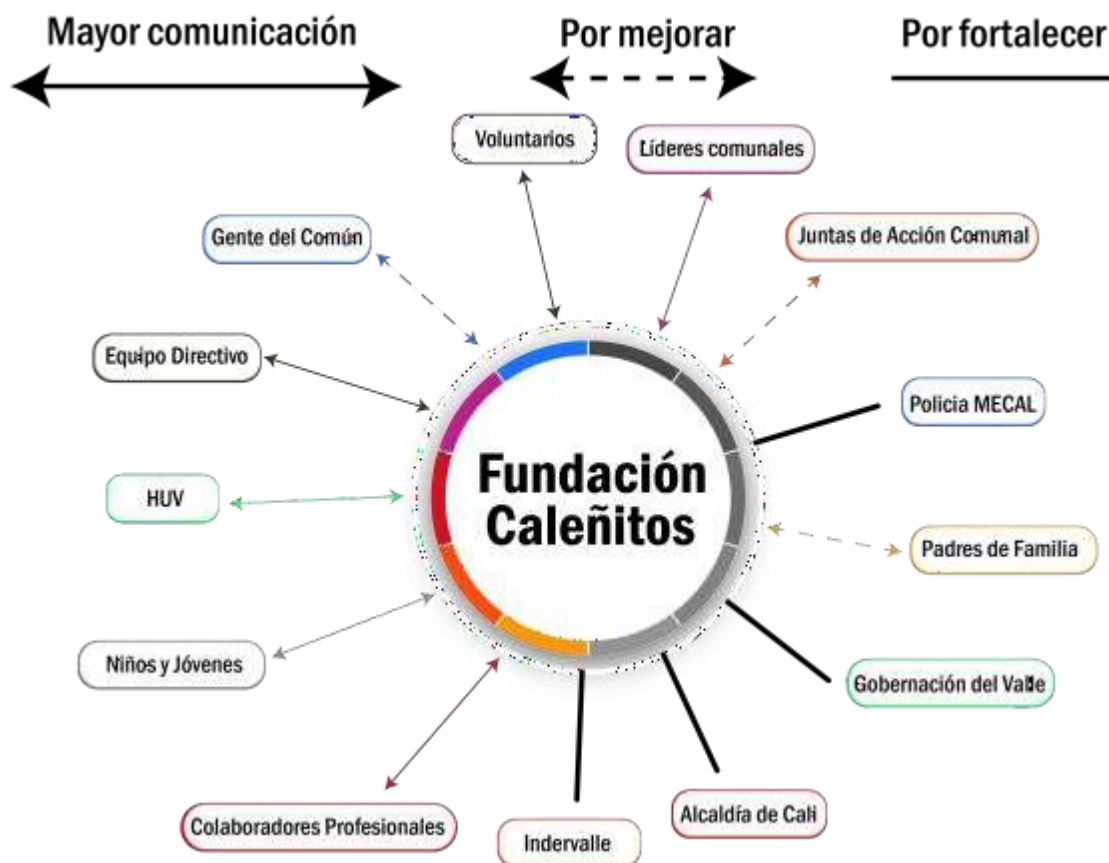 Mayor comunicación
Por mejorar
Por fortalecer
Voluntarios
Líderes comunales
Gente del Común
Juntas de Acción Comunal
Equipo Directivo
Policia MECAL
Fundación
Caleñitos
HUV
Padres de Familia
Niños y Jóvenes
Gobernación del Valle
Colaboradores Profesionales
Indervalle
Alcaldía de Cali